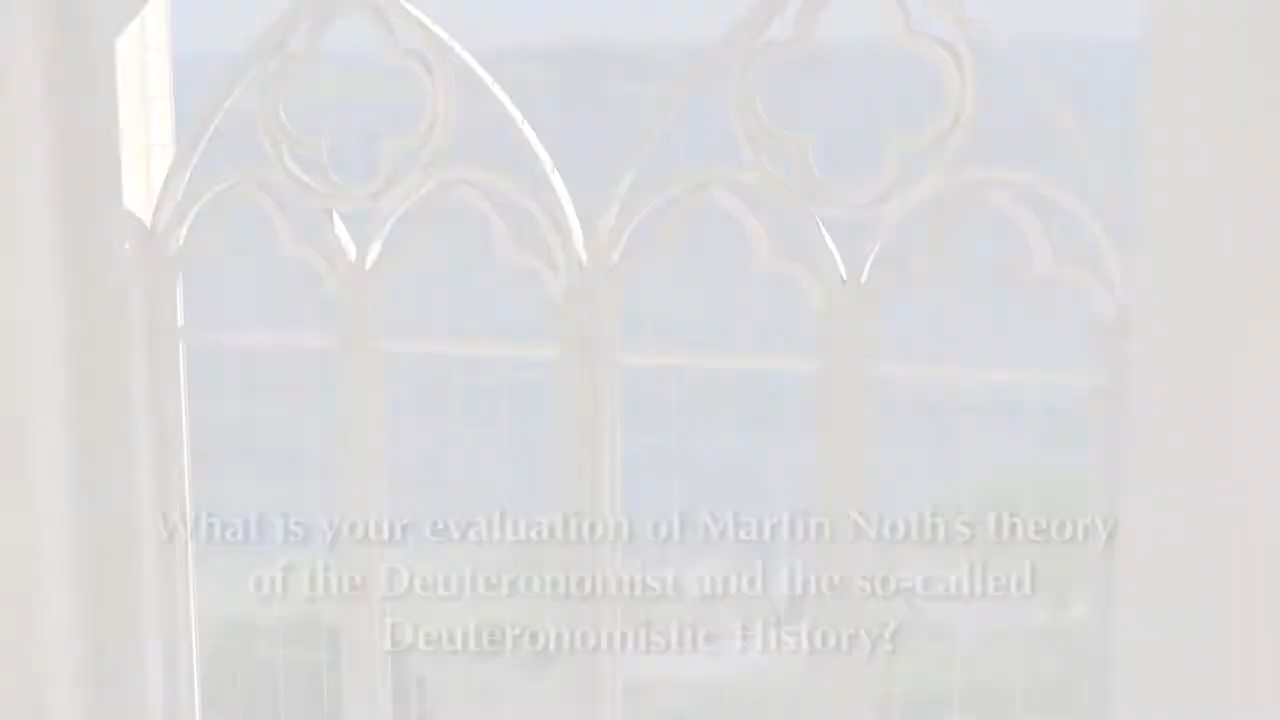 What is your evaluation of Martin Noth's theory
of the Deuteronomist and the so-called
Deuteronomistic History?